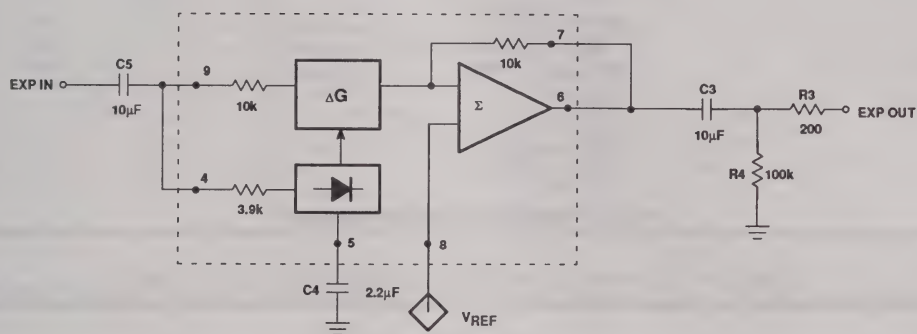 EXP IN
C5
10µF
9
10k
ΔG
4
3.9k
5
C4
2.2µF
10k
7
Σ
6
8
VREF
C3
10µF
R3
200
EXP OUT
R4
100k